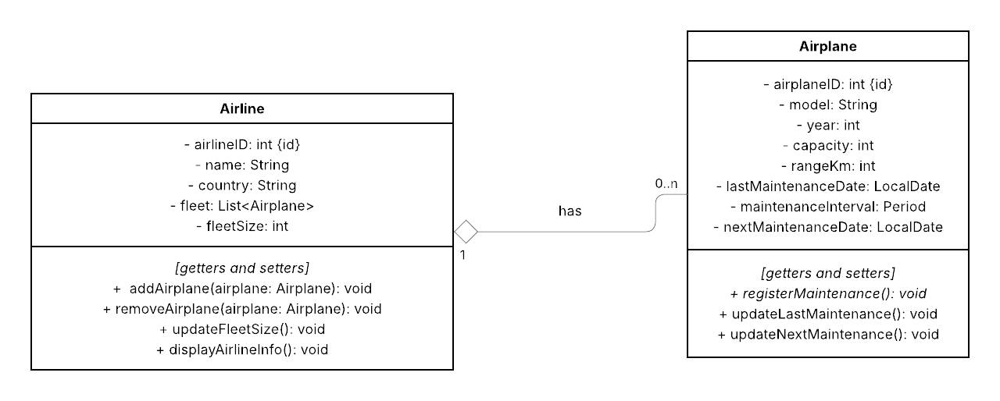 Airline
- airlineID: int {id}
- name: String
- country: String
- fleet: List<Airplane>
- fleetSize: int
[getters and setters]
+  addAirplane(airplane: Airplane): void
+ removeAirplane(airplane: Airplane): void
+ updateFleetSize(): void
+ displayAirlineInfo(): void
1
has
0..n
Airplane
- airplaneID: int {id}
- model: String
- year: int
- capacity: int
- rangeKm: int
- lastMaintenanceDate: LocalDate
- maintenanceInterval: Period
- nextMaintenanceDate: LocalDate
[getters and setters]
+ registerMaintenance(): void
+ updateLastMaintenance(): void
+ updateNextMaintenance(): void